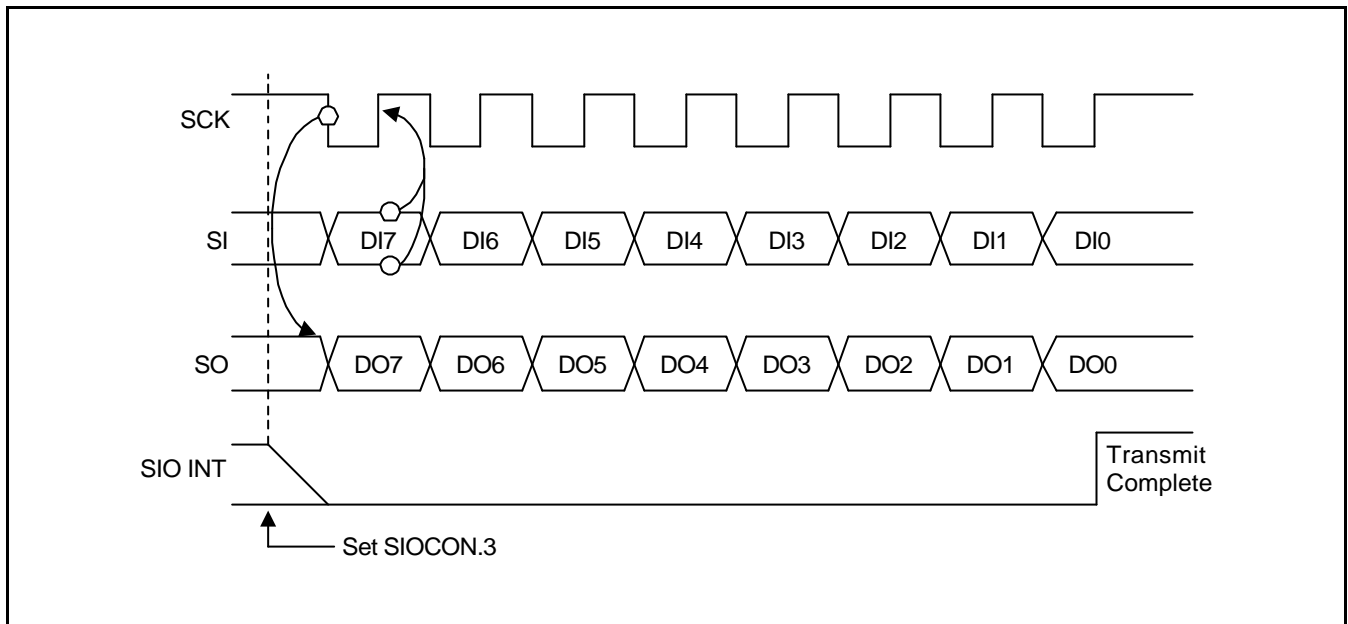 SCK
SI
DI7 DI6 DI5 DI4 DI3 DI2 DI1 DI0
SO
DO7 DO6 DO5 DO4 DO3 DO2 DO1 DO0
SIO INT
Transmit
Complete
Set SIOCON.3